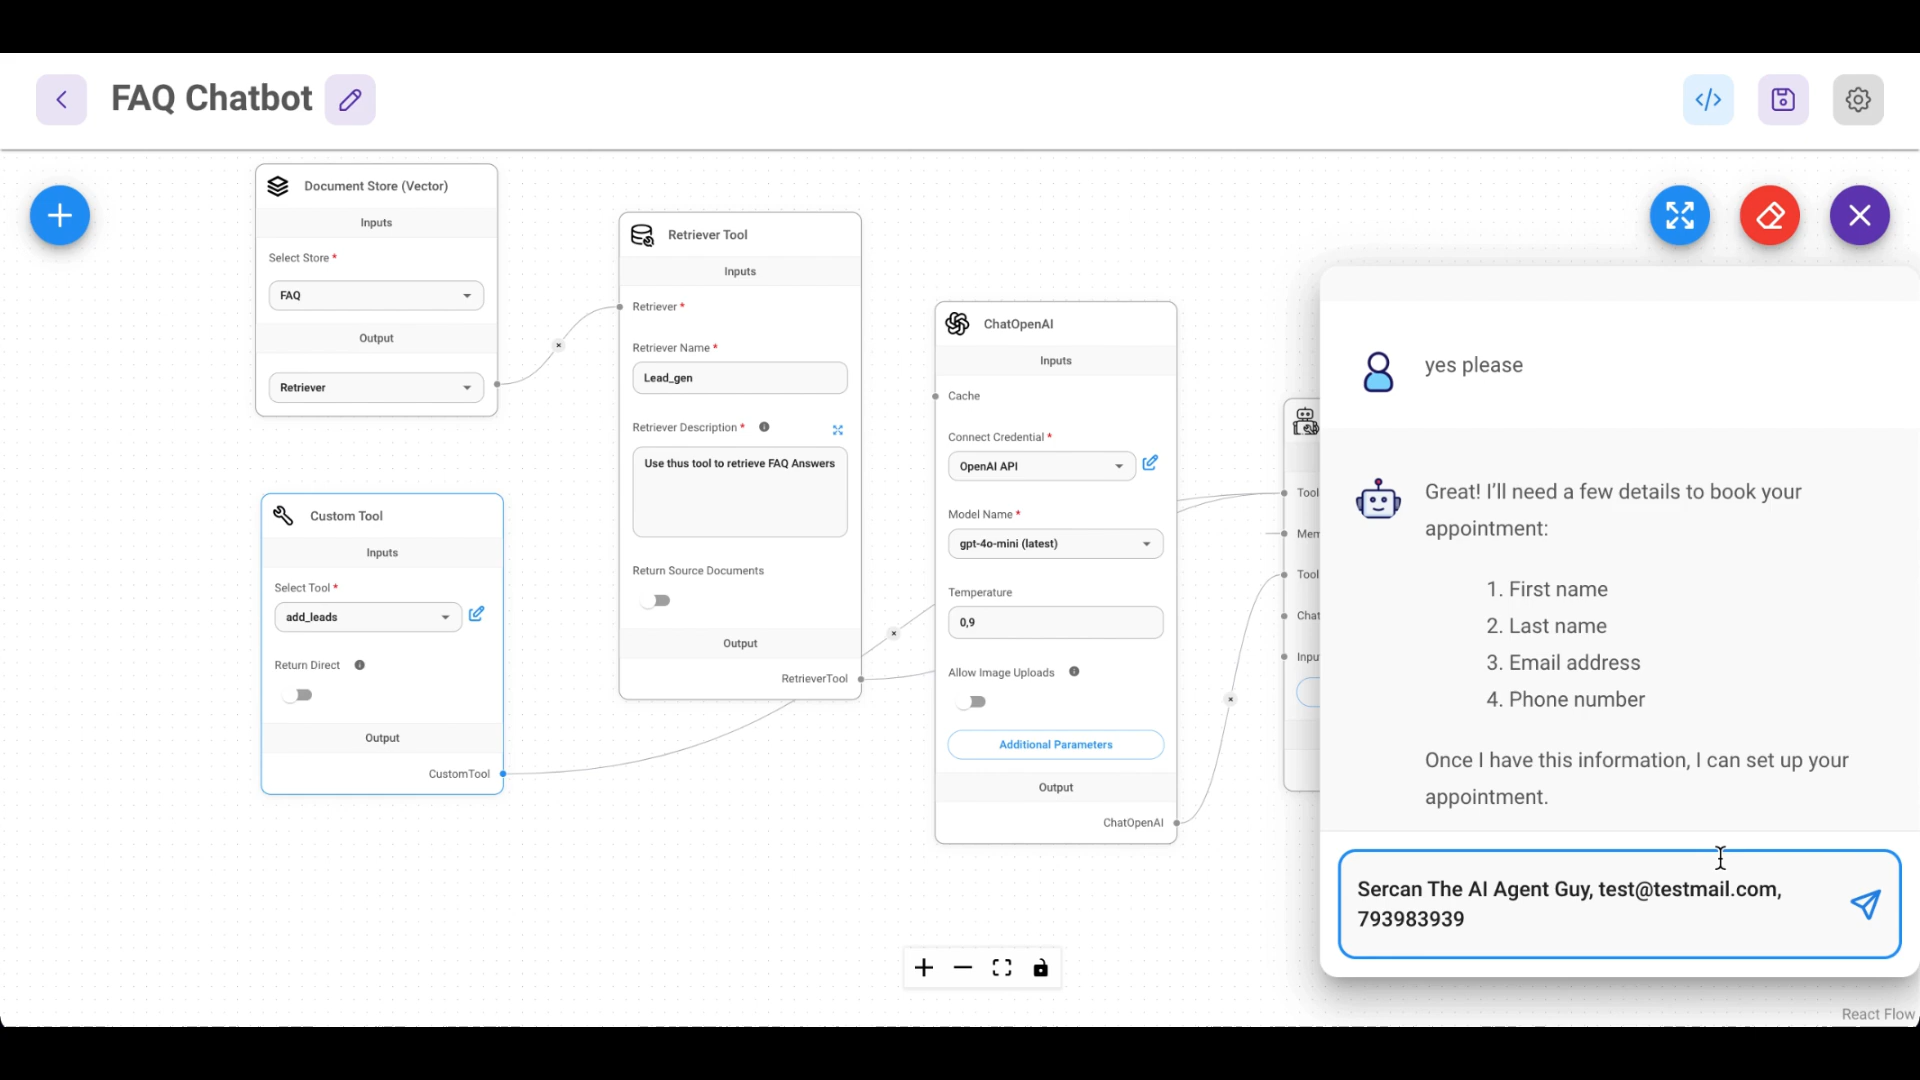 FAQ Chatbot
Document Store (Vector)
Inputs
Select Store *
FAQ
Output
Retriever
Custom Tool
Inputs
Select Tool *
add_leads
Return Direct
Output
CustomTool
Retriever Tool
Inputs
Retriever *
Retriever Name *
Lead_gen
Retriever Description *
Use thus tool to retrieve FAQ Answers
Return Source Documents
Output
RetrieverTool
ChatOpenAI
Inputs
Cache
Connect Credential *
OpenAI API
Model Name *
gpt-4o-mini (latest)
Temperature
0,9
Allow Image Uploads
Additional Parameters
Output
ChatOpenAI
Tool
Mem
Tool
Chat
Inpu
yes please
Great! I’ll need a few details to book your
appointment:
1. First name
2. Last name
3. Email address
4. Phone number
Once I have this information, I can set up your
appointment.
Sercan The AI Agent Guy, test@testmail.com,
793983939
React Flow